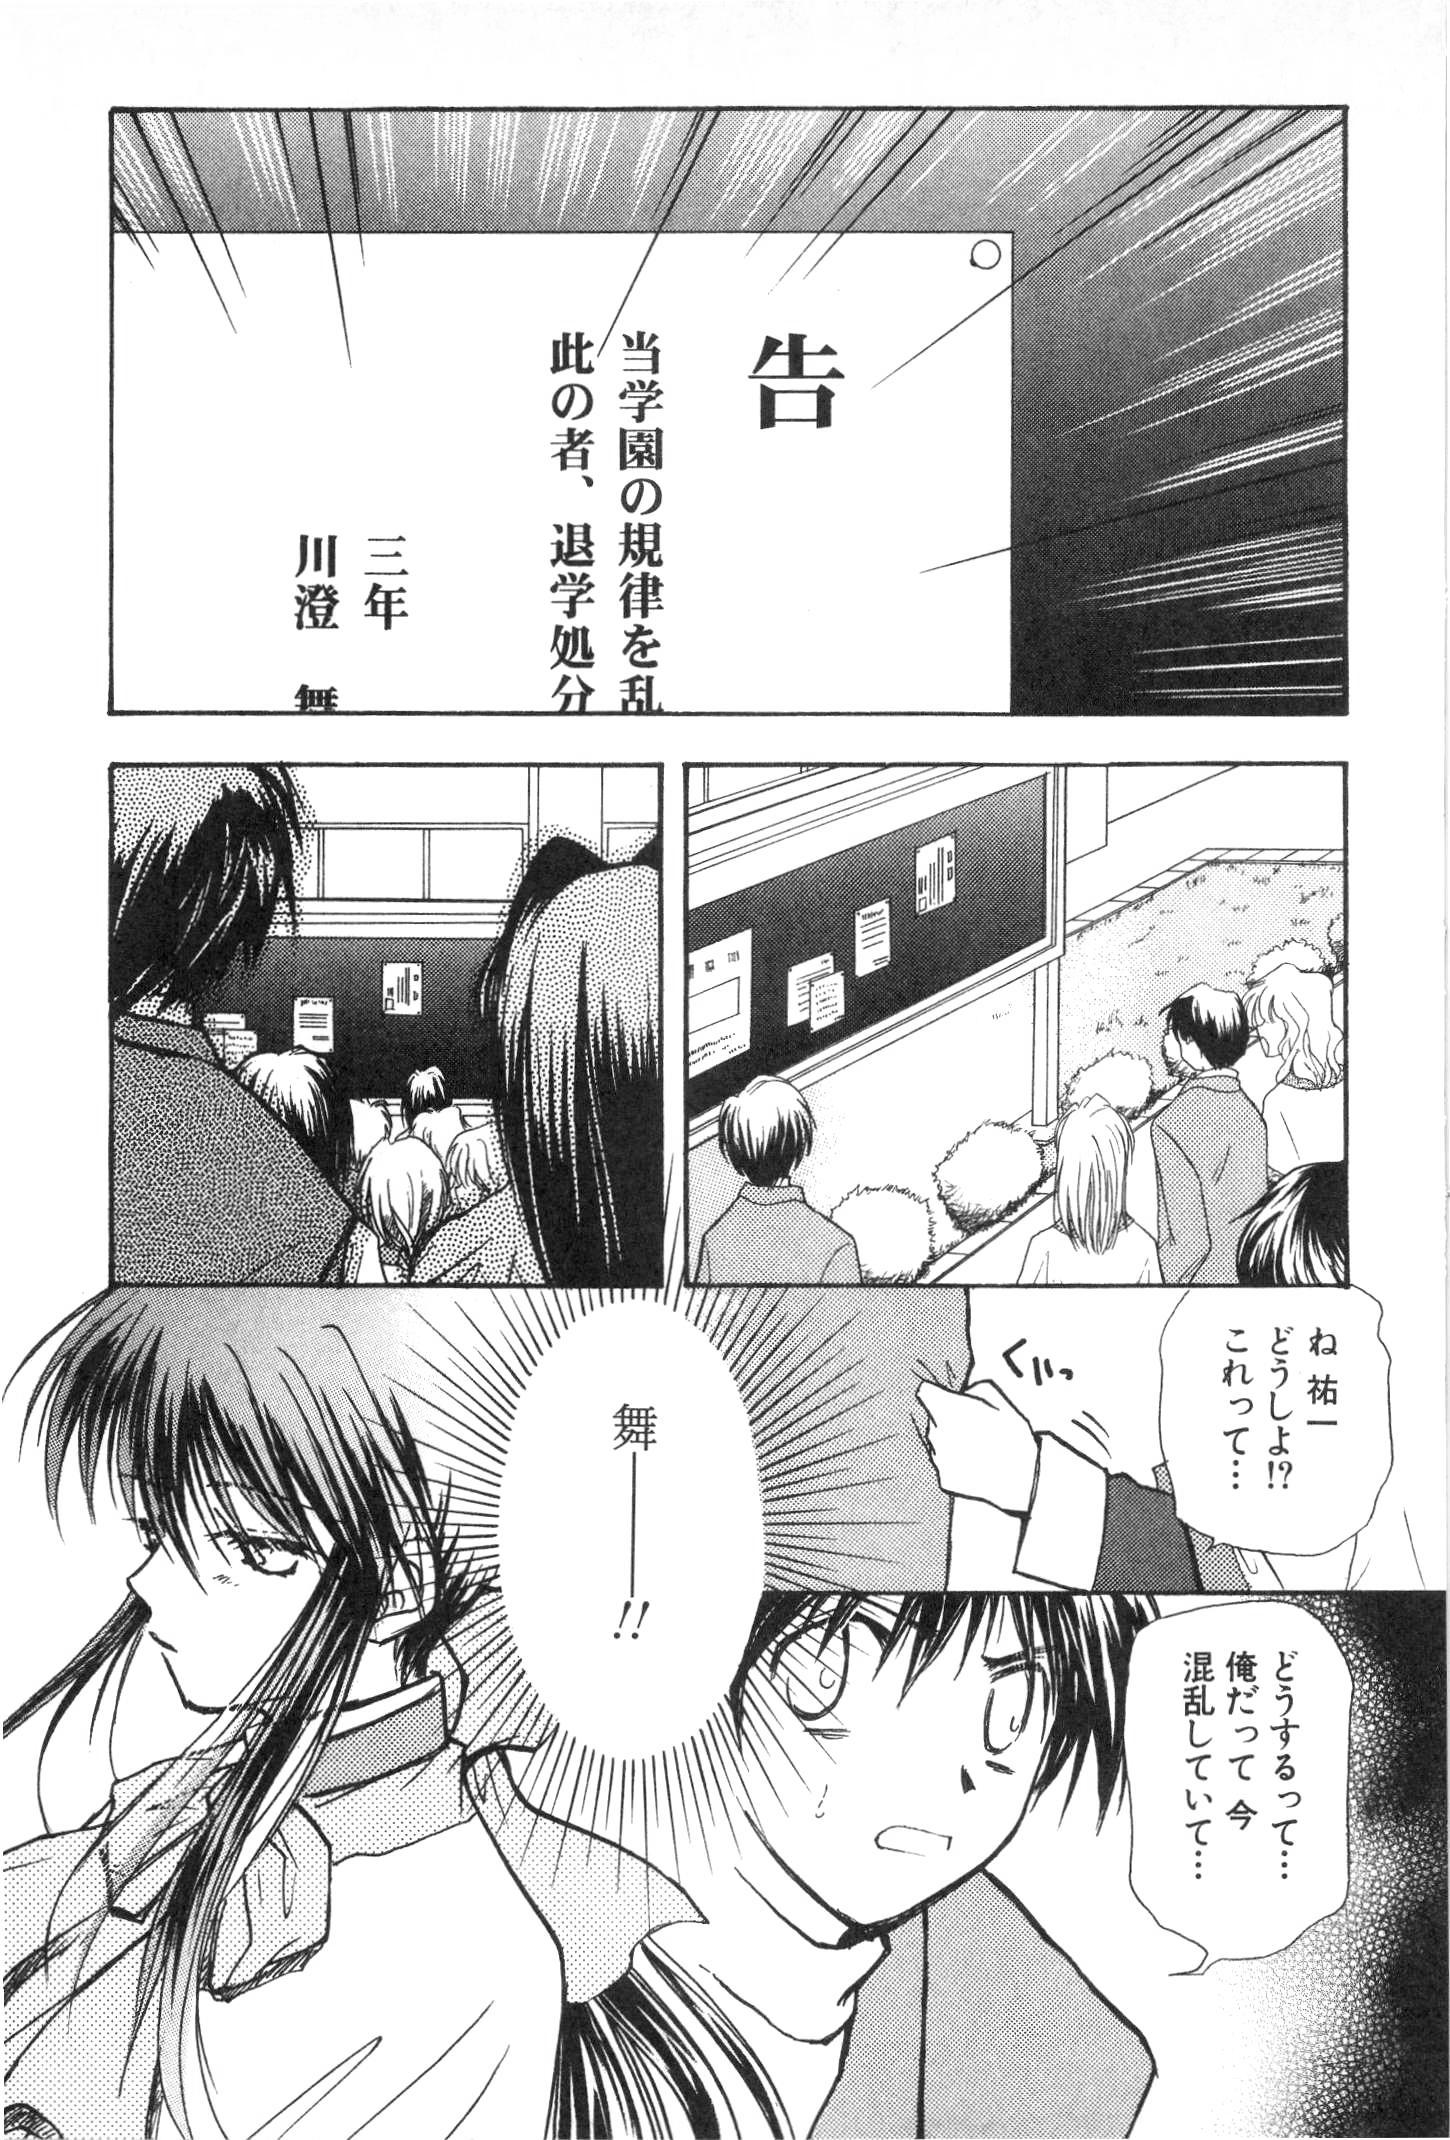 告
当学園の規律を乱
此の者、退学処分
三年
川澄 舞
ね 祐一
どうしよ!?
これって…
くいっ
舞――!!
どうするって…
俺だって 今
混乱していて…